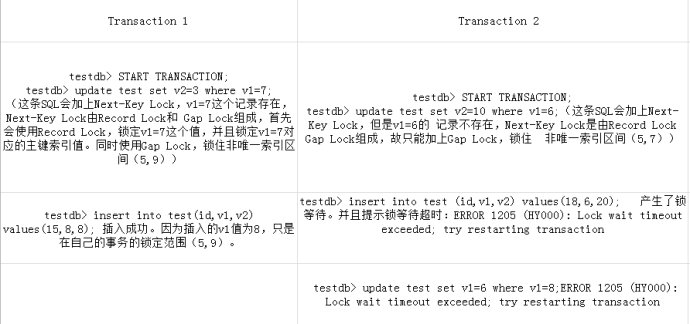 Transaction 1
Transaction 2
testdb> START TRANSACTION;
testdb> update test set v2=3 where v1=7;
（这条SQL会加上Next-Key Lock，v1=7这个记录存在，
Next-Key Lock由Record Lock和 Gap Lock组成，首先
会使用Record Lock，锁定v1=7这个值，并且锁定v1=7对
应的主键索引值。同时使用Gap Lock，锁住非唯一索引区
间（5,9））
testdb> START TRANSACTION;
testdb> update test set v2=10 where v1=6;（这条SQL会加上Next-
Key Lock，但是v1=6的 记录不存在，Next-Key Lock是由Record Lock
Gap Lock组成，故只能加上Gap Lock，锁住 非唯一索引区间（5,7））
testdb> insert into test(id,v1,v2)
values(15,8,8); 插入成功。因为插入的v1值为8，只是
在自己的事务的锁定范围（5,9）。
testdb> insert into test (id,v1,v2) values(18,6,20); 产生了锁
等待。并且提示锁等待超时：ERROR 1205 (HY000): Lock wait timeout
exceeded; try restarting transaction
testdb> update test set v1=6 where v1=8;ERROR 1205 (HY000):
Lock wait timeout exceeded; try restarting transaction